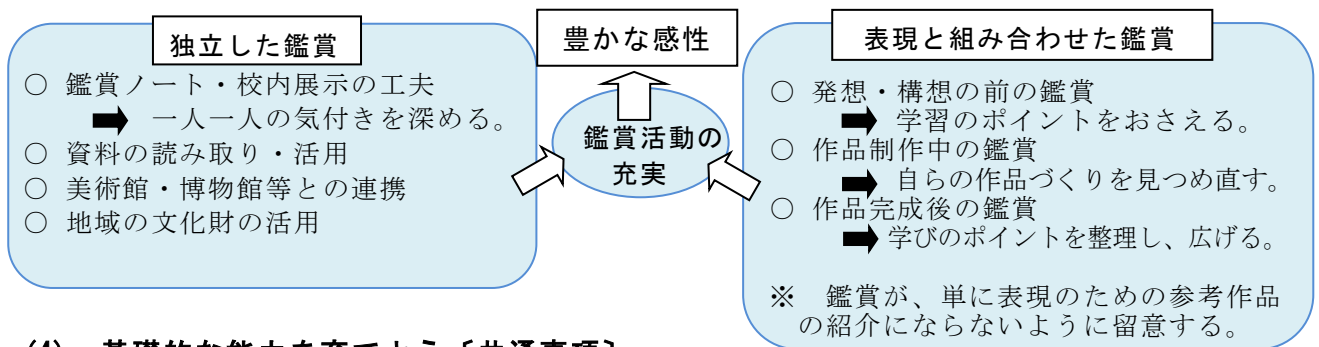 独立した鑑賞
○ 鑑賞ノート・校内展示の工夫
➡ 一人一人の気付きを深める。
○ 資料の読み取り・活用
○ 美術館・博物館等との連携
○ 地域の文化財の活用
豊かな感性
鑑賞活動の
充実
表現と組み合わせた鑑賞
○ 発想・構想の前の鑑賞
➡ 学習のポイントをおさえる。
○ 作品制作中の鑑賞
➡ 自らの作品づくりを見つめ直す。
○ 作品完成後の鑑賞
➡ 学びのポイントを整理し、広げる。
※ 鑑賞が、単に表現のための参考作品
の紹介にならないように留意する。